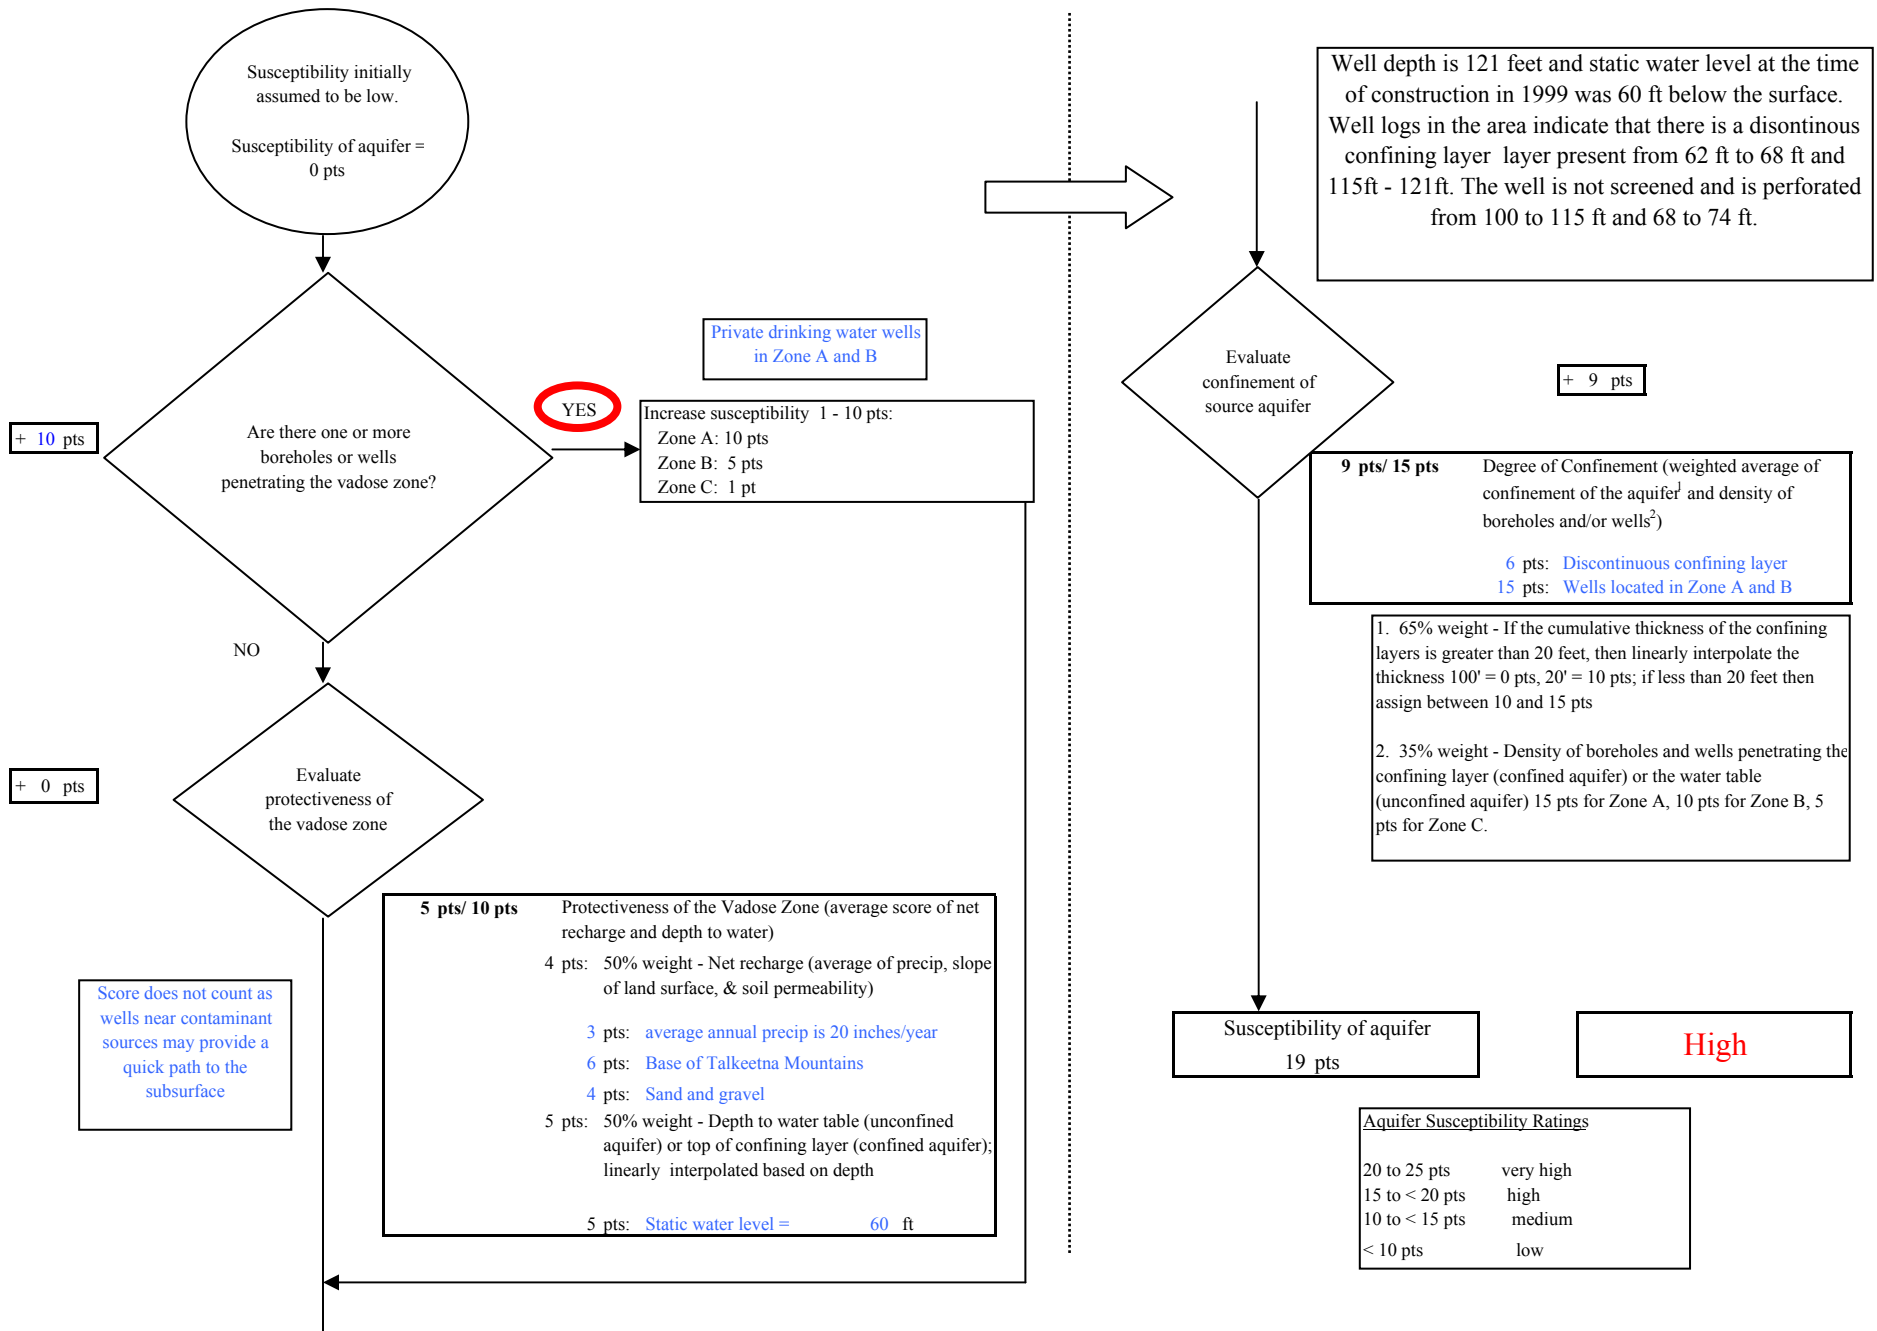 Susceptibility initially
assumed to be low.
Susceptibility of aquifer =
0 pts
+ 10 pts
Are there one or more
boreholes or wells
penetrating the vadose zone?
YES
Private drinking water wells
in Zone A and B
Increase susceptibility 1 - 10 pts:
Zone A: 10 pts
Zone B: 5 pts
Zone C: 1 pt
NO
+ 0 pts
Evaluate
protectiveness of
the vadose zone
5 pts/ 10 pts Protectiveness of the Vadose Zone (average score of net
recharge and depth to water)
4 pts: 50% weight - Net recharge (average of precip, slope
of land surface, & soil permeability)
3 pts: average annual precip is 20 inches/year
6 pts: Base of Talkeetna Mountains
4 pts: Sand and gravel
5 pts: 50% weight - Depth to water table (unconfined
aquifer) or top of confining layer (confined aquifer);
linearly interpolated based on depth
5 pts: Static water level = 60 ft
Score does not count as
wells near contaminant
sources may provide a
quick path to the
subsurface
Well depth is 121 feet and static water level at the time
of construction in 1999 was 60 ft below the surface.
Well logs in the area indicate that there is a disontinous
confining layer layer present from 62 ft to 68 ft and
115ft - 121ft. The well is not screened and is perforated
from 100 to 115 ft and 68 to 74 ft.
Evaluate
confinement of
source aquifer
+ 9 pts
9 pts/ 15 pts Degree of Confinement (weighted average of
confinement of the aquifer1 and density of
boreholes and/or wells2)
6 pts: Discontinuous confining layer
15 pts: Wells located in Zone A and B
1. 65% weight - If the cumulative thickness of the confining
layers is greater than 20 feet, then linearly interpolate the
thickness 100' = 0 pts, 20' = 10 pts; if less than 20 feet then
assign between 10 and 15 pts
2. 35% weight - Density of boreholes and wells penetrating the
confining layer (confined aquifer) or the water table
(unconfined aquifer) 15 pts for Zone A, 10 pts for Zone B, 5
pts for Zone C.
Susceptibility of aquifer
19 pts
High
Aquifer Susceptibility Ratings
20 to 25 pts very high
15 to < 20 pts high
10 to < 15 pts medium
< 10 pts low